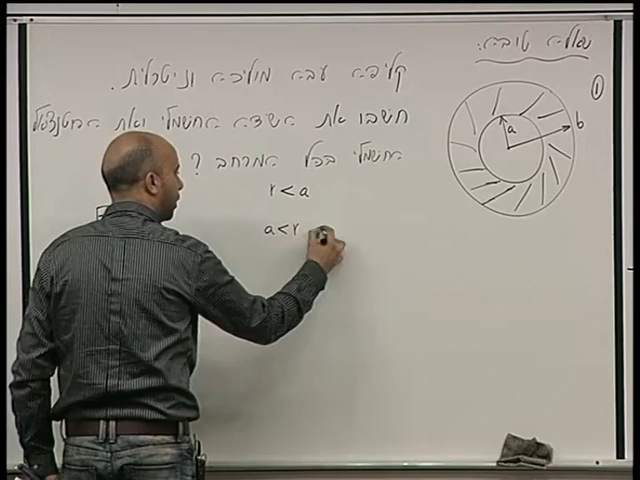 שאלה טובה:
①
קליפה עבה מוליכה וניטרלית.
חשבו את השדה החשמלי ואת הפוטנציאל
החשמלי בכל המרחב ?
r < a
a < r
a
b